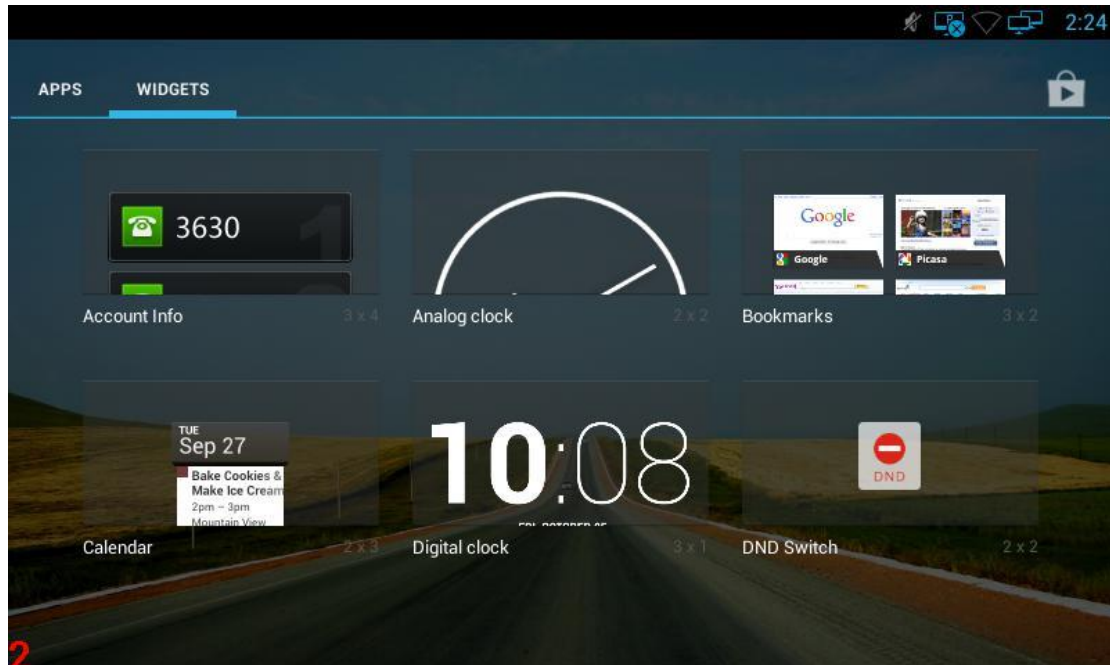 2:24
APPS WIDGETS
3630
1
Google
Google
Picasa
Account Info 3 x 4
Analog clock 2 x 2
Bookmarks 3 x 2
TUE
Sep 27
Bake Cookies &
Make Ice Cream
2pm – 3pm
Mountain View
10:08
DND
Calendar 2 x 3
Digital clock 3 x 1
DND Switch 2 x 2
2